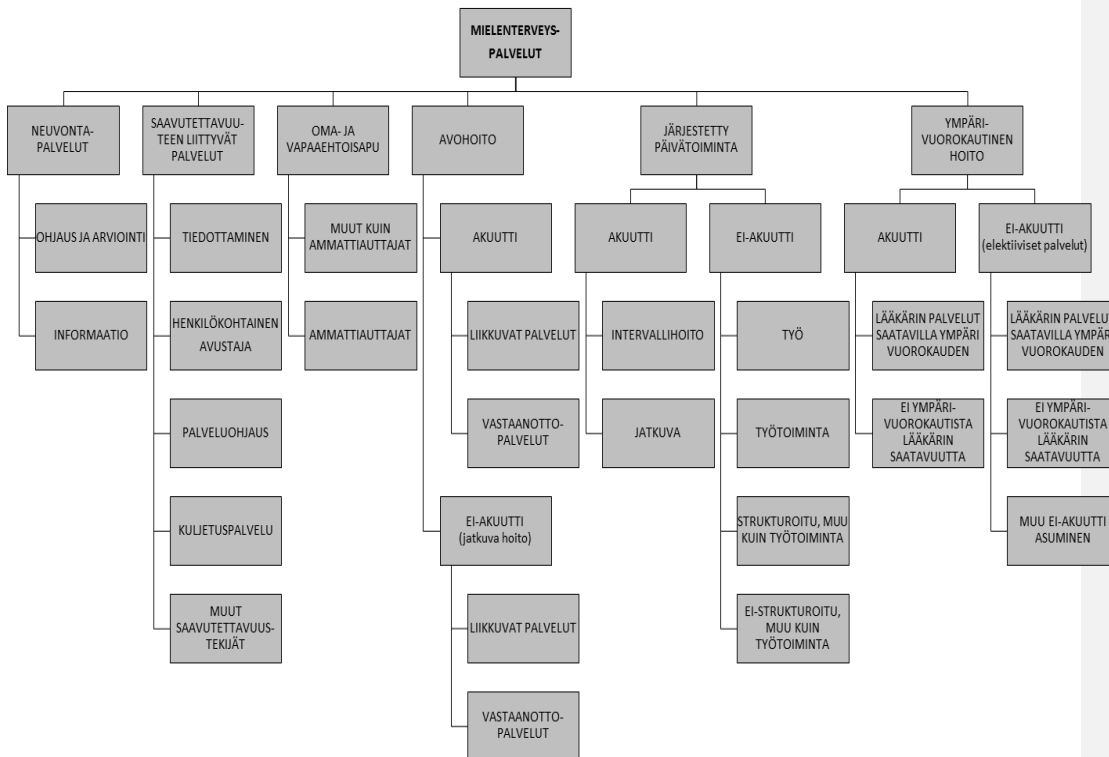 MIELENTERVEYS-
PALVELUT
NEUVONTA-
PALVELUT
OHJAUS JA ARVIOINTI
INFORMAATIO
SAAVUTETTAVUU-
TEEN LIITTYVÄT
PALVELUT
TIEDOTTAMINEN
HENKILÖKOHTAINEN
AVUSTAJA
PALVELUOHJAUS
KULJETUSPALVELU
MUUT
SAAVUTETTAVUUS-
TEKIJÄT
OMA- JA
VAPAAEHTOISAPU
MUUT KUIN
AMMATTIAUTTAJAT
AMMATTIAUTTAJAT
AVOHOITO
AKUUTTI
LIIKKUVAT PALVELUT
VASTAANOTTO-
PALVELUT
EI-AKUUTTI
(jatkuva hoito)
LIIKKUVAT PALVELUT
VASTAANOTTO-
PALVELUT
JÄRJESTETTY
PÄIVÄTOIMINTA
AKUUTTI
INTERVALLIHOITO
JATKUVA
EI-AKUUTTI
TYÖ
TYÖTOIMINTA
STRUKTUROITU, MUU
KUIN TYÖTOIMINTA
EI-STRUKTUROITU,
MUU KUIN
TYÖTOIMINTA
YMPÄRI-
VUOROKAUTINEN
HOITO
AKUUTTI
LÄÄKÄRIN PALVELUT
SAATAVILLA YMPÄRI
VUOROKAUDEN
EI YMPÄRI-
VUOROKAUTISTA
LÄÄKÄRIN
SAATAVUUTTA
EI-AKUUTTI
(elektiiviset palvelut)
LÄÄKÄRIN PALVELUT
SAATAVILLA YMPÄRI
VUOROKAUDEN
EI YMPÄRI-
VUOROKAUTISTA
LÄÄKÄRIN
SAATAVUUTTA
MUU EI-AKUUTTI
ASUMINEN